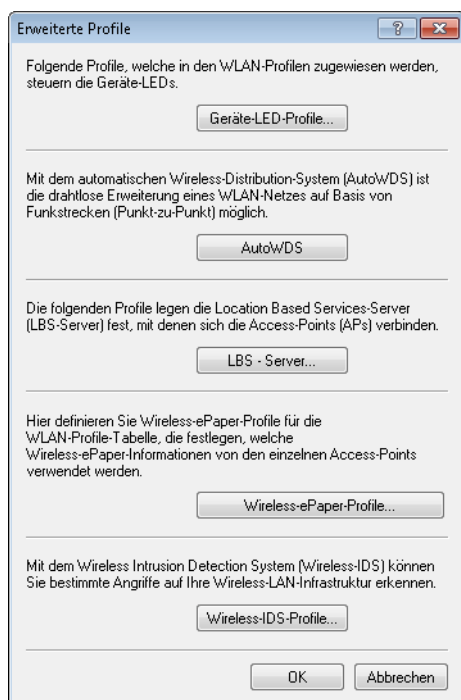 Erweiterte Profile
Folgende Profile, welche in den WLAN-Profilen zugewiesen werden,
steuern die Geräte-LEDs.
Geräte-LED-Profile...
Mit dem automatischen Wireless-Distribution-System (AutoWDS) ist
die drahtlose Erweiterung eines WLAN-Netzes auf Basis von
Funkstrecken (Punkt-zu-Punkt) möglich.
AutoWDS
Die folgenden Profile legen die Location Based Services-Server
(LBS-Server) fest, mit denen sich die Access-Points (APs) verbinden.
LBS - Server...
Hier definieren Sie Wireless-ePaper-Profile für die
WLAN-Profile-Tabelle, die festlegen, welche
Wireless-ePaper-Informationen von den einzelnen Access-Points
verwendet werden.
Wireless-ePaper-Profile...
Mit dem Wireless Intrusion Detection System (Wireless-IDS) können
Sie bestimmte Angriffe auf Ihre Wireless-LAN-Infrastruktur erkennen.
Wireless-IDS-Profile...
OK
Abbrechen